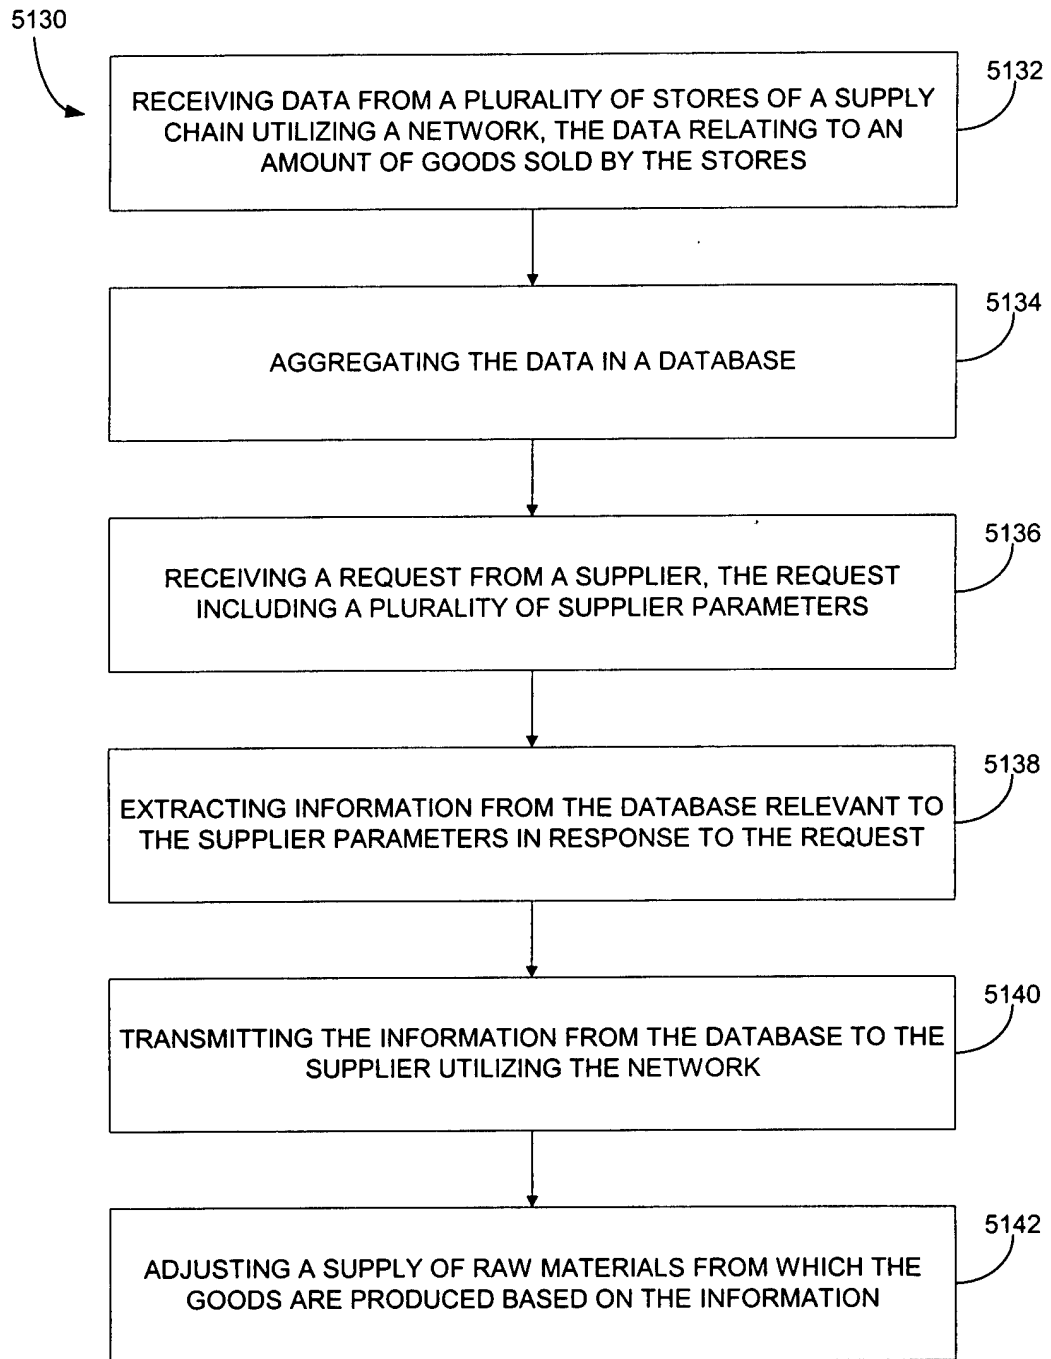 5130
5132
RECEIVING DATA FROM A PLURALITY OF STORES OF A SUPPLY
CHAIN UTILIZING A NETWORK, THE DATA RELATING TO AN
AMOUNT OF GOODS SOLD BY THE STORES
5134
AGGREGATING THE DATA IN A DATABASE
5136
RECEIVING A REQUEST FROM A SUPPLIER, THE REQUEST
INCLUDING A PLURALITY OF SUPPLIER PARAMETERS
5138
EXTRACTING INFORMATION FROM THE DATABASE RELEVANT TO
THE SUPPLIER PARAMETERS IN RESPONSE TO THE REQUEST
5140
TRANSMITTING THE INFORMATION FROM THE DATABASE TO THE
SUPPLIER UTILIZING THE NETWORK
5142
ADJUSTING A SUPPLY OF RAW MATERIALS FROM WHICH THE
GOODS ARE PRODUCED BASED ON THE INFORMATION